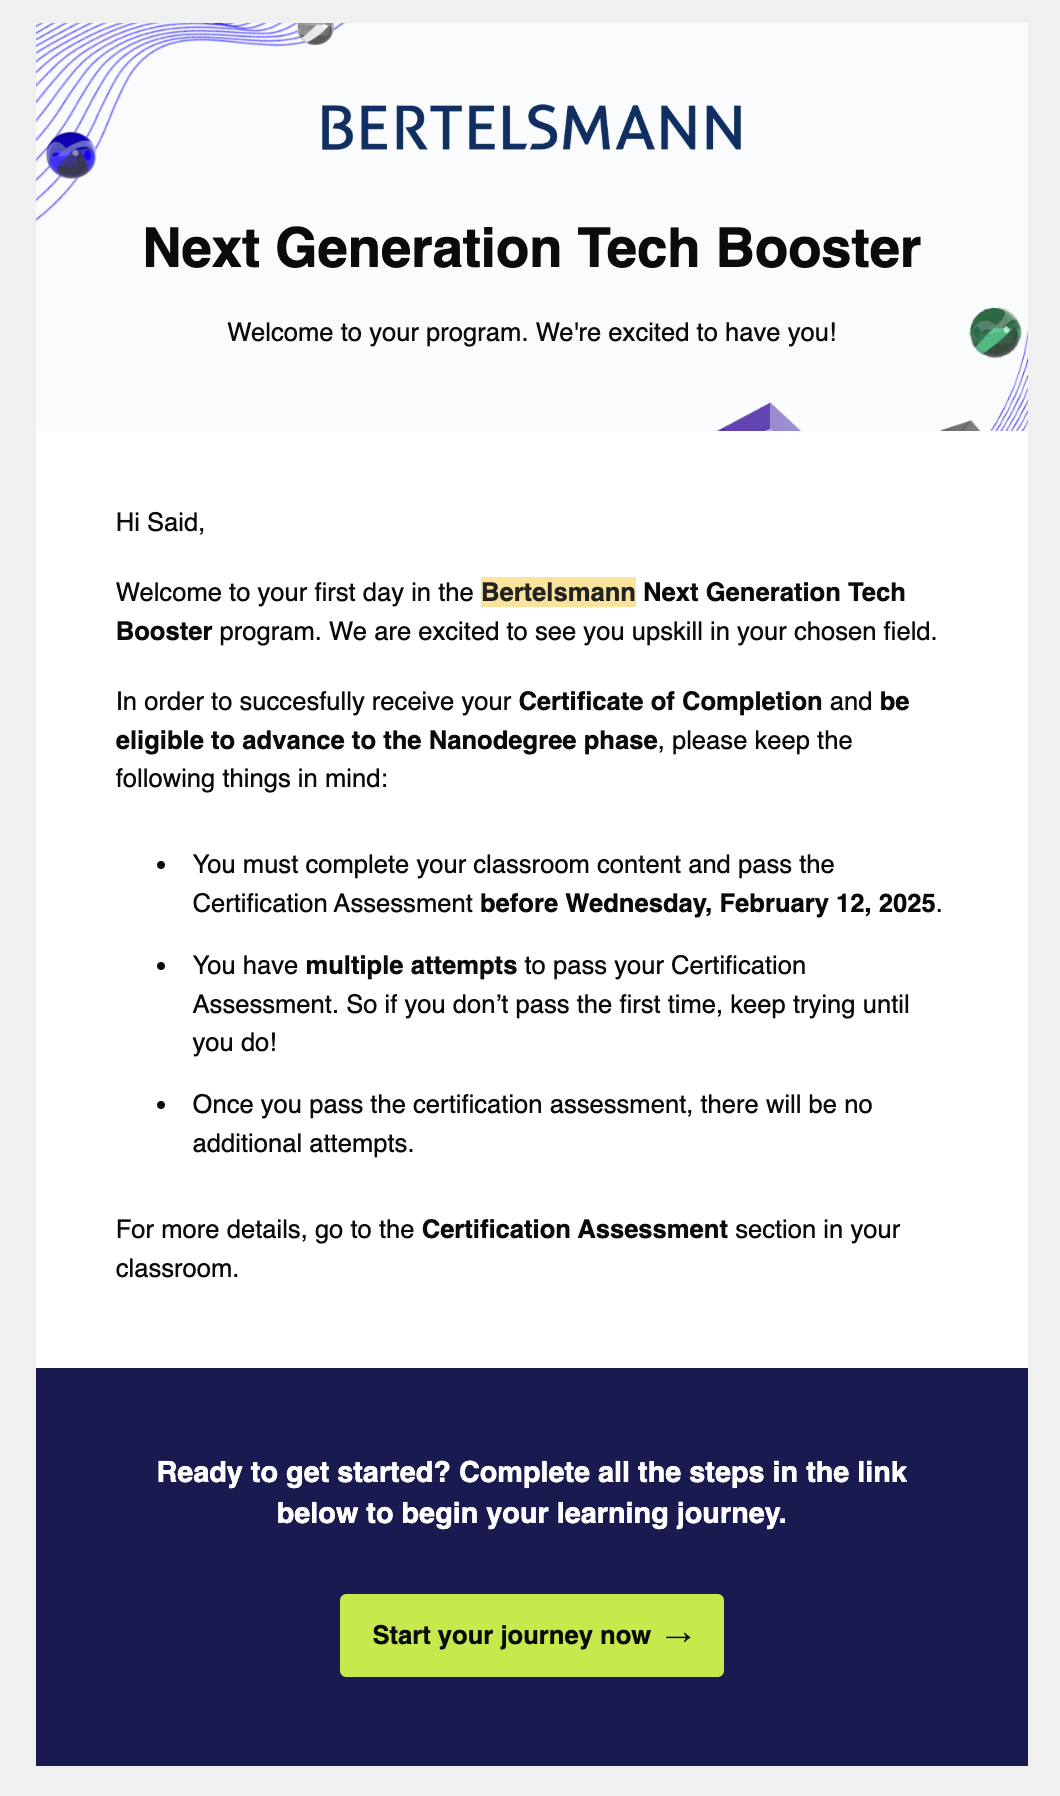 BERTELSMANN
Next Generation Tech Booster
Welcome to your program. We're excited to have you!
Hi Said,
Welcome to your first day in the Bertelsmann Next Generation Tech
Booster program. We are excited to see you upskill in your chosen field.
In order to succesfully receive your Certificate of Completion and be
eligible to advance to the Nanodegree phase, please keep the
following things in mind:
• You must complete your classroom content and pass the
Certification Assessment before Wednesday, February 12, 2025.
• You have multiple attempts to pass your Certification
Assessment. So if you don’t pass the first time, keep trying until
you do!
• Once you pass the certification assessment, there will be no
additional attempts.
For more details, go to the Certification Assessment section in your
classroom.
Ready to get started? Complete all the steps in the link
below to begin your learning journey.
Start your journey now →